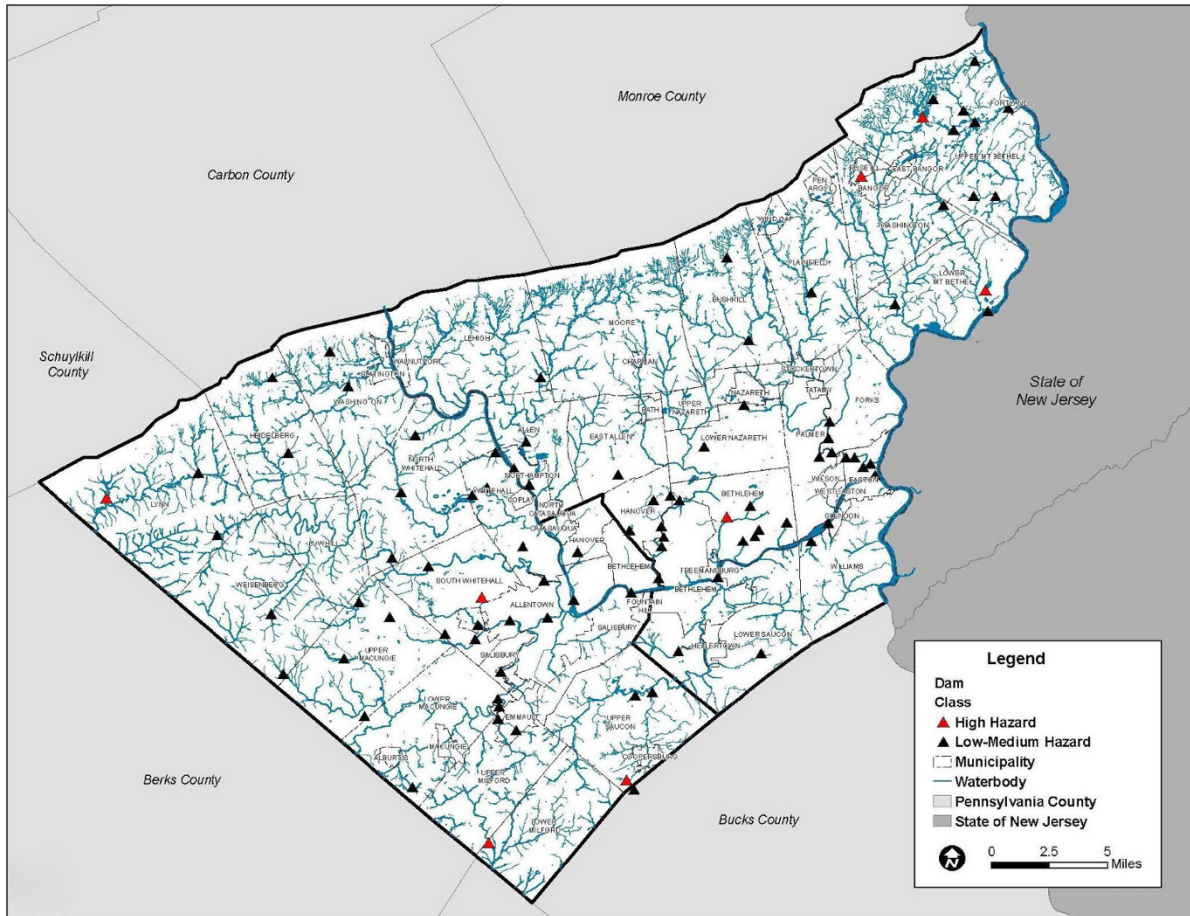 Monroe County
PORTLAND
Carbon County
UPPER MT BETHEL
ROSETO
EAST BANGOR
PEN
ARGYL
BANGOR
WIND GAP
WASHINGTON
PLAINFIELD
LOWER
MT BETHEL
BUSHKILL
MOORE
LEHIGH
Schuylkill
County
WALNUTPORT
CHAPMAN
STOCKERTOWN
SLATINGTON
State of
New Jersey
WASHINGTON
NAZARETH
TATAMY
FORKS
BATH
UPPER
NAZARETH
ALLEN
HEIDELBERG
EAST ALLEN
LOWER NAZARETH
PALMER
NORTH
WHITEHALL
NORTHAMPTON
WILSON
EASTON
LYNN
WHITEHALL
COPLAY
BETHLEHEM
WEST EASTON
NORTH
CATASAUQUA
HANOVER
GLENDON
CATASAUQUA
LOWHILL
HANOVER
BETHLEHEM
FREEMANSBURG
WILLIAMS
WEISENBERG
SOUTH WHITEHALL
BETHLEHEM
ALLENTOWN
FOUNTAIN
HILL
SALISBURY
LOWER SAUCON
HELLERTOWN
UPPER
MACUNGIE
SALISBURY
LOWER
MACUNGIE
EMMAUS
UPPER
SAUCON
MACUNGIE
ALBURTIS
COOPERSBURG
UPPER
MILFORD
Berks County
LOWER
MILFORD
Bucks County
Legend
Dam
Class
High Hazard
Low-Medium Hazard
Municipality
Waterbody
Pennsylvania County
State of New Jersey
N
0 2.5 5
Miles